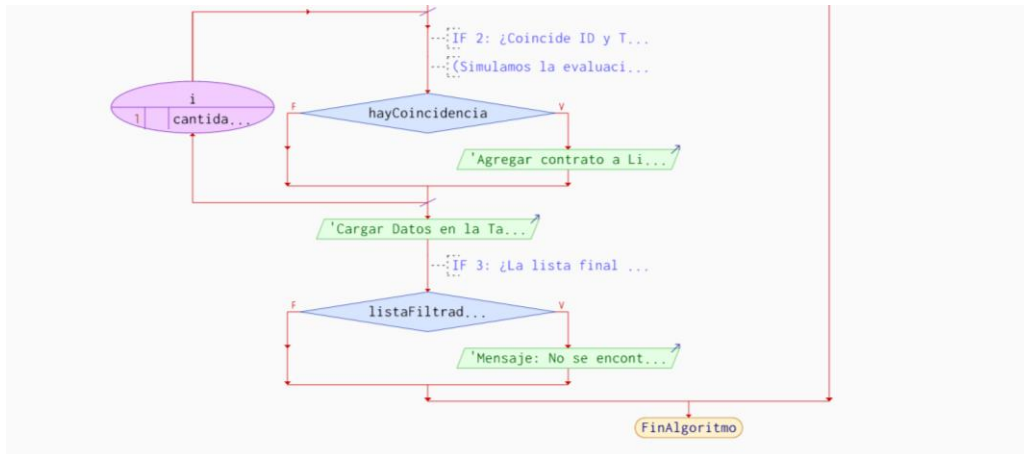 IF 2: ¿Coincide ID y T...
(Simulamos la evaluaci...
i
1 cantida...
F hayCoincidencia V
'Agregar contrato a Li...
'Cargar Datos en la Ta...
IF 3: ¿La lista final ...
F listaFiltrad... V
'Mensaje: No se encont...
FinAlgoritmo